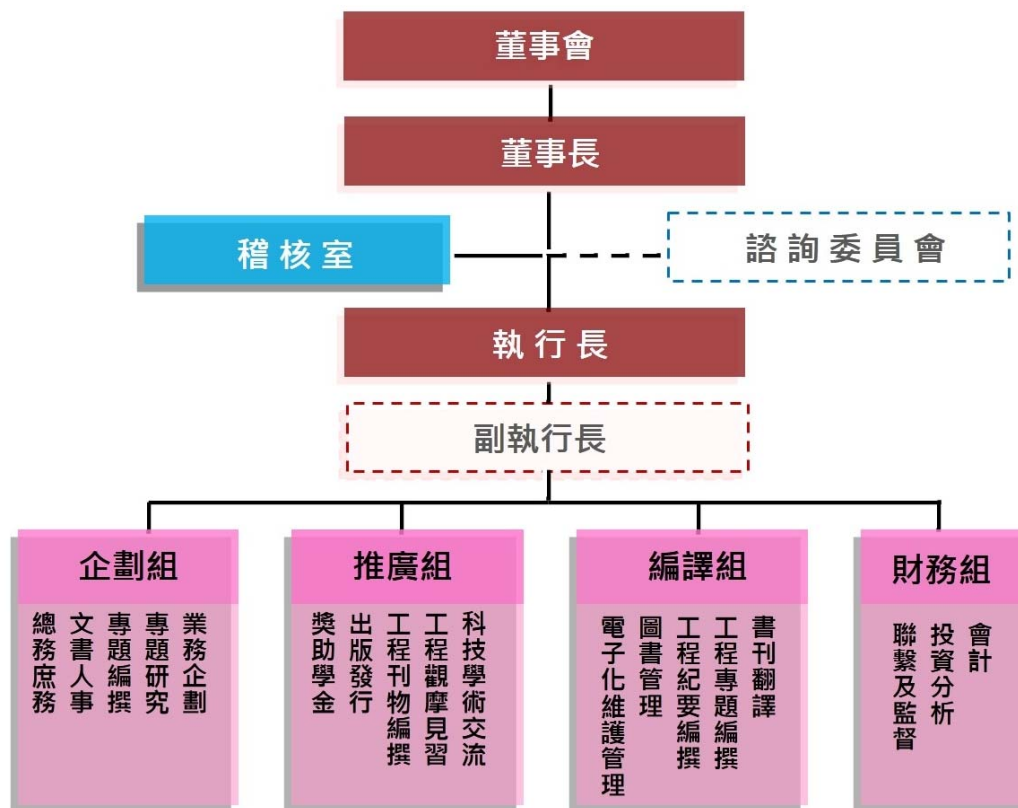 董事會
董事長
稽核室
諮詢委員會
執行長
副執行長
企劃組
業務企劃
專題研究
專題編撰
文書人事
總務庶務
推廣組
科技學術交流
工程觀摩見習
工程刊物編撰
出版發行
獎助學金
編譯組
書刊翻譯
工程專題編撰
工程紀要編撰
圖書管理
電子化維護管理
財務組
會計
投資分析
聯繫及監督